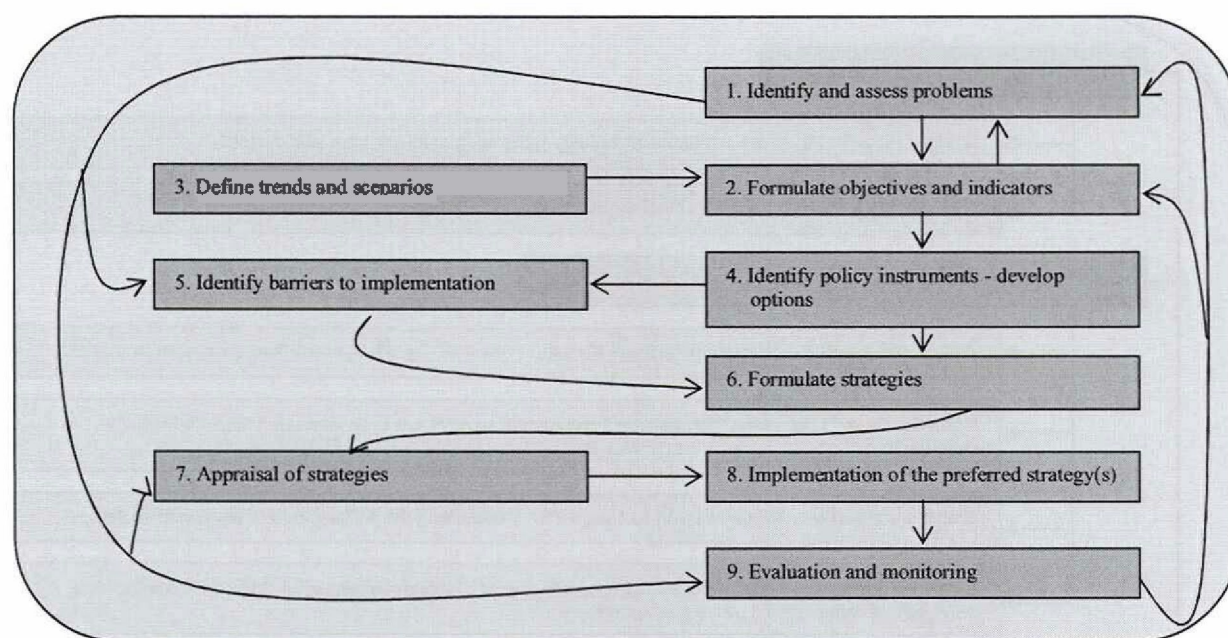 1. Identify and assess problems
3. Define trends and scenarios
2. Formulate objectives and indicators
5. Identify barriers to implementation
4. Identify policy instruments - develop
options
6. Formulate strategies
7. Appraisal of strategies
8. Implementation of the preferred strategy(s)
9. Evaluation and monitoring